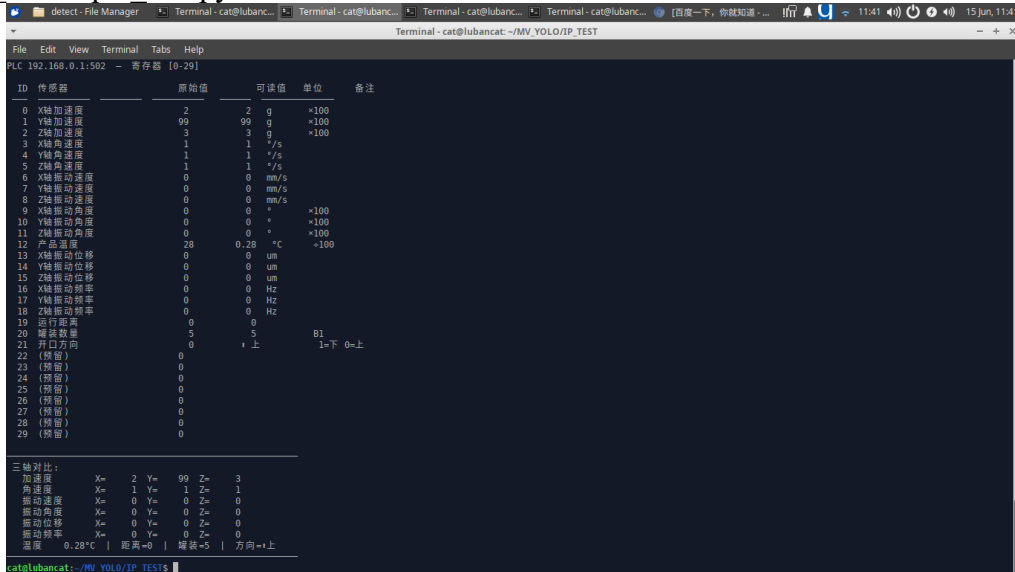 detect - File Manager Terminal - cat@lubanc... Terminal - cat@lubanc... Terminal - cat@lubanc... Terminal - cat@lubanc... [百度一下，你就知道 - ... 11:41 15 Jun, 11:41
Terminal - cat@lubancat: ~/MV_YOLO/IP_TEST
File Edit View Terminal Tabs Help
PLC 192.168.0.1:502 — 寄存器 [0-29]
ID 传感器 原始值 可读值 单位 备注
0 X轴加速度 2 2 g ×100
1 Y轴加速度 99 99 g ×100
2 Z轴加速度 3 3 g ×100
3 X轴角速度 1 1 °/s
4 Y轴角速度 1 1 °/s
5 Z轴角速度 1 1 °/s
6 X轴振动速度 0 0 mm/s
7 Y轴振动速度 0 0 mm/s
8 Z轴振动速度 0 0 mm/s
9 X轴振动角度 0 0 ° ×100
10 Y轴振动角度 0 0 ° ×100
11 Z轴振动角度 0 0 ° ×100
12 产品温度 28 0.28 °C ÷100
13 X轴振动位移 0 0 um
14 Y轴振动位移 0 0 um
15 Z轴振动位移 0 0 um
16 X轴振动频率 0 0 Hz
17 Y轴振动频率 0 0 Hz
18 Z轴振动频率 0 0 Hz
19 运行距离 0 0
20 罐装数量 5 5 B1
21 开口方向 0 ⬆ 上 1=下 0=上
22 (预留) 0
23 (预留) 0
24 (预留) 0
25 (预留) 0
26 (预留) 0
27 (预留) 0
28 (预留) 0
29 (预留) 0
三轴对比:
加速度 X= 2 Y= 99 Z= 3
角速度 X= 1 Y= 1 Z= 1
振动速度 X= 0 Y= 0 Z= 0
振动角度 X= 0 Y= 0 Z= 0
振动位移 X= 0 Y= 0 Z= 0
振动频率 X= 0 Y= 0 Z= 0
温度 0.28°C | 距离=0 | 罐装=5 | 方向=⬆上
cat@lubancat:~/MV_YOLO/IP_TEST$